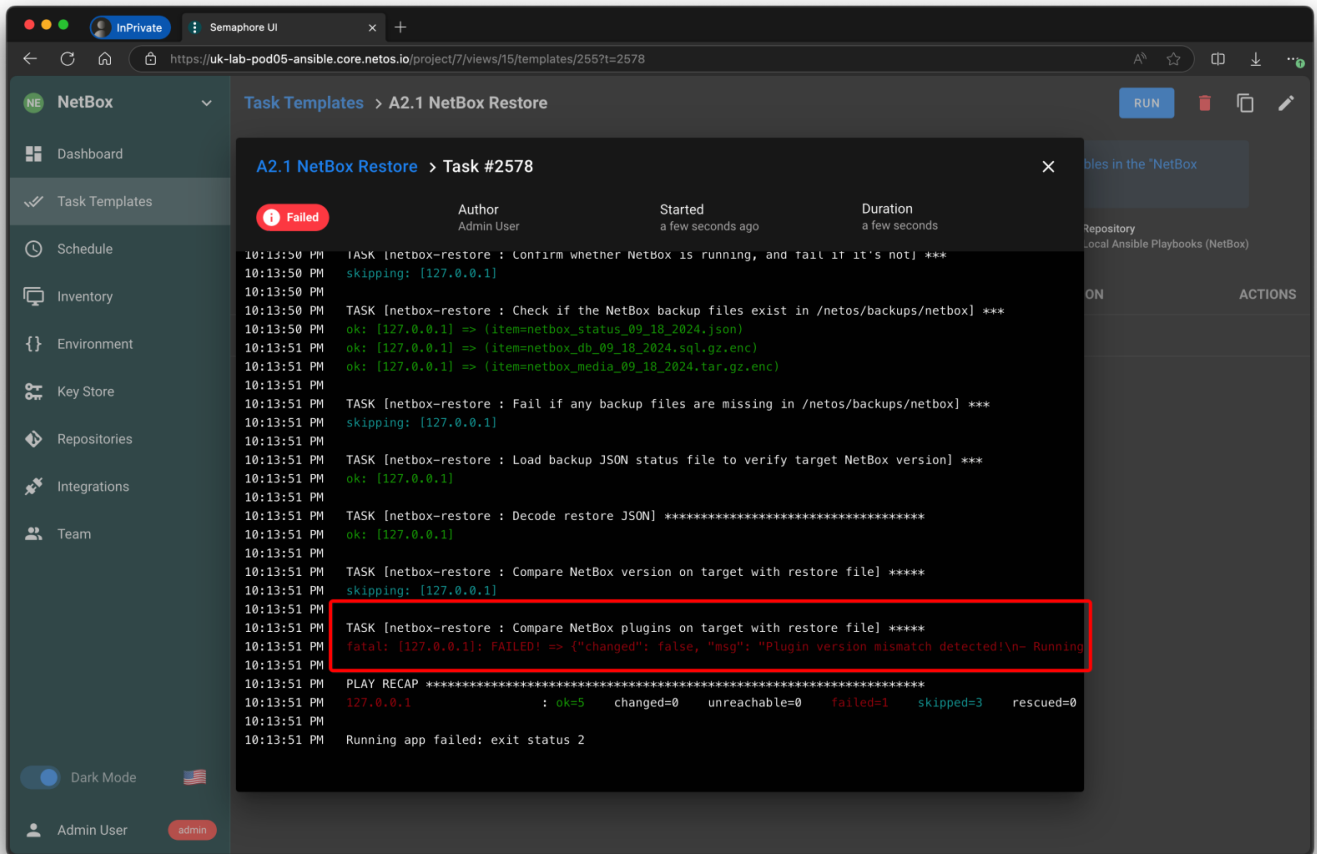 InPrivate
Semaphore UI
https://uk-lab-pod05-ansible.core.netos.io/project/7/views/15/templates/255?t=2578
NE NetBox
Task Templates > A2.1 NetBox Restore
RUN
Dashboard
Task Templates
Schedule
Inventory
Environment
Key Store
Repositories
Integrations
Team
Dark Mode
Admin User admin
bles in the "NetBox
Repository
Local Ansible Playbooks (NetBox)
ON ACTIONS
A2.1 NetBox Restore > Task #2578
Failed
Author
Admin User
Started
a few seconds ago
Duration
a few seconds
10:13:50 PM TASK [netbox-restore : Confirm whether NetBox is running, and fail if it's not] ***
10:13:50 PM skipping: [127.0.0.1]
10:13:50 PM
10:13:50 PM TASK [netbox-restore : Check if the NetBox backup files exist in /netos/backups/netbox] ***
10:13:50 PM ok: [127.0.0.1] => (item=netbox_status_09_18_2024.json)
10:13:51 PM ok: [127.0.0.1] => (item=netbox_db_09_18_2024.sql.gz.enc)
10:13:51 PM ok: [127.0.0.1] => (item=netbox_media_09_18_2024.tar.gz.enc)
10:13:51 PM
10:13:51 PM TASK [netbox-restore : Fail if any backup files are missing in /netos/backups/netbox] ***
10:13:51 PM skipping: [127.0.0.1]
10:13:51 PM
10:13:51 PM TASK [netbox-restore : Load backup JSON status file to verify target NetBox version] ***
10:13:51 PM ok: [127.0.0.1]
10:13:51 PM
10:13:51 PM TASK [netbox-restore : Decode restore JSON] ************************************
10:13:51 PM ok: [127.0.0.1]
10:13:51 PM
10:13:51 PM TASK [netbox-restore : Compare NetBox version on target with restore file] *****
10:13:51 PM skipping: [127.0.0.1]
10:13:51 PM
10:13:51 PM TASK [netbox-restore : Compare NetBox plugins on target with restore file] *****
10:13:51 PM fatal: [127.0.0.1]: FAILED! => {"changed": false, "msg": "Plugin version mismatch detected!\n- Running
10:13:51 PM
10:13:51 PM PLAY RECAP *********************************************************************
10:13:51 PM 127.0.0.1 : ok=5 changed=0 unreachable=0 failed=1 skipped=3 rescued=0
10:13:51 PM
10:13:51 PM Running app failed: exit status 2